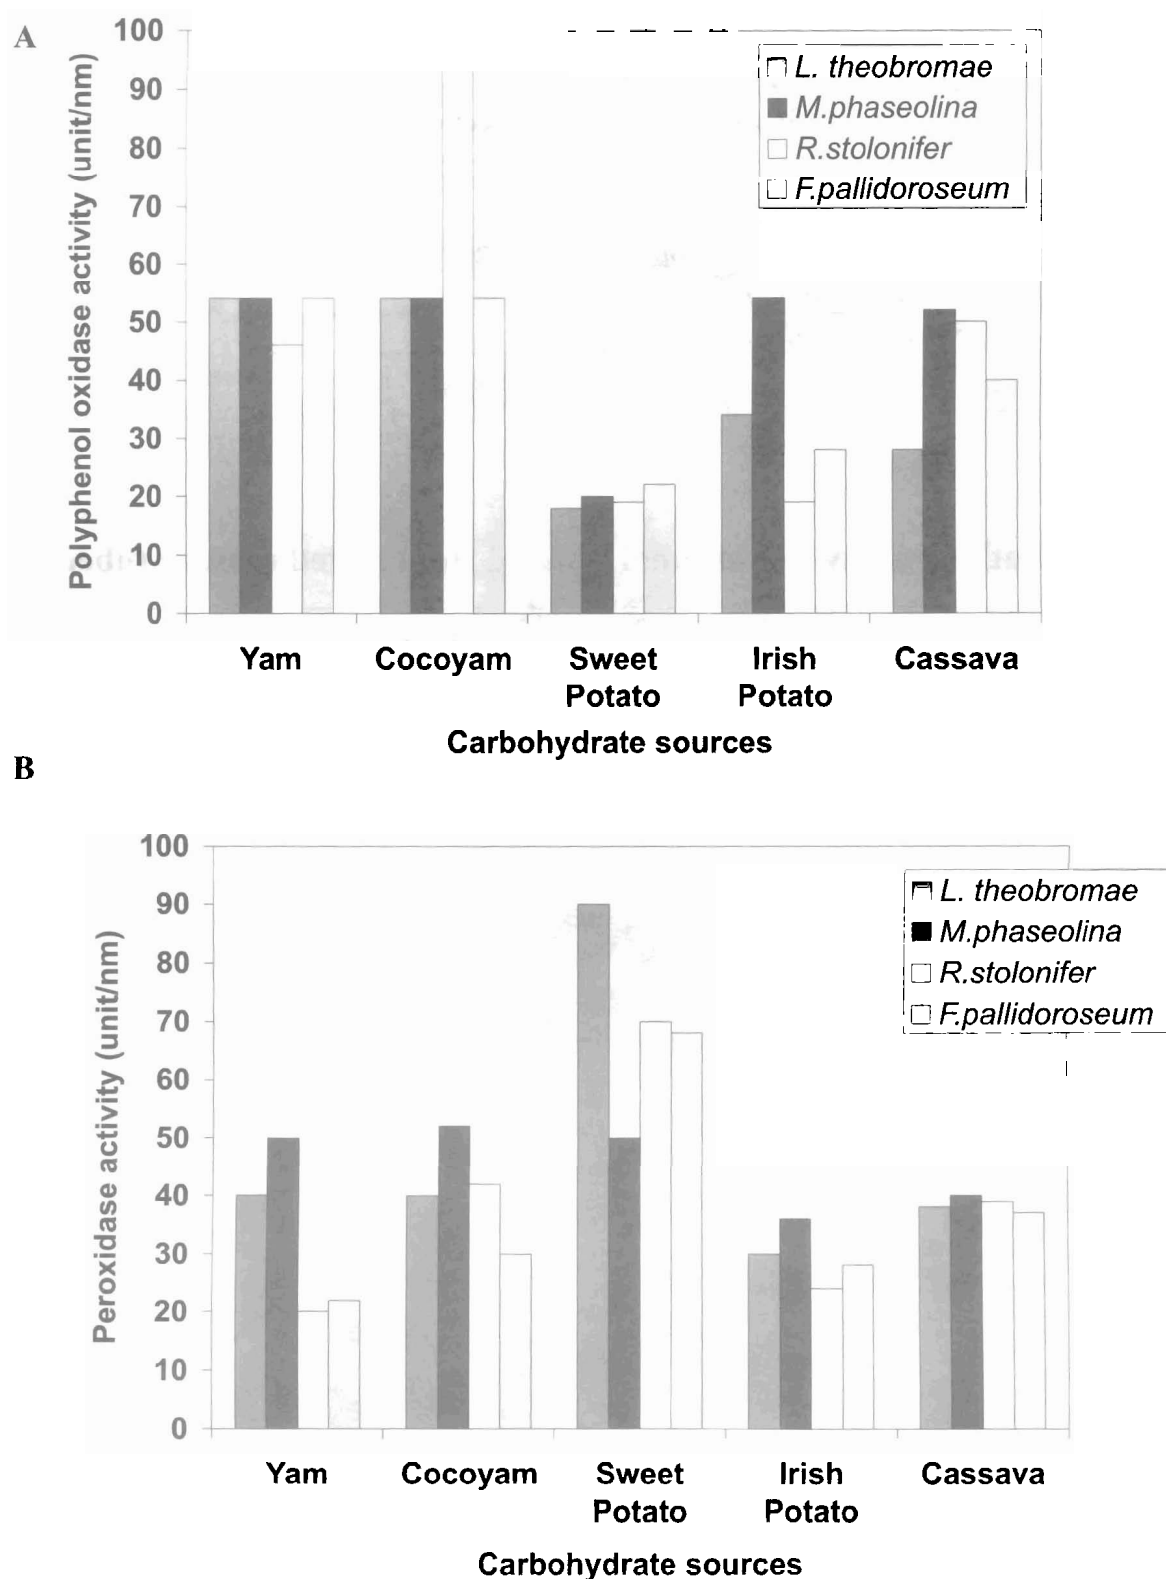 A
Polyphenol oxidase activity (unit/nm)
100
90
80
70
60
50
40
30
20
10
0
L. theobromae
M.phaseolina
R.stolonifer
F.pallidoroseum
Yam Cocoyam Sweet Potato Irish Potato Cassava
Carbohydrate sources
B
Peroxidase activity (unit/nm)
100
90
80
70
60
50
40
30
20
10
0
L. theobromae
M.phaseolina
R.stolonifer
F.pallidoroseum
Yam Cocoyam Sweet Potato Irish Potato Cassava
Carbohydrate sources